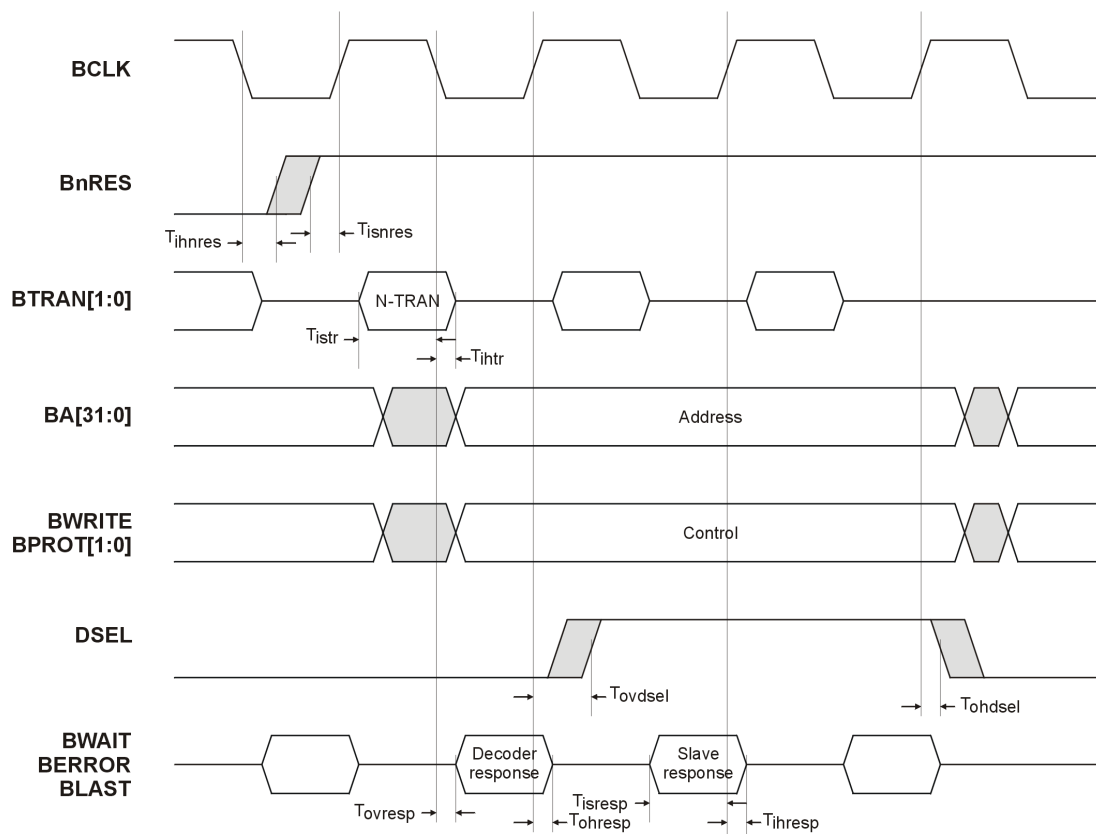 BCLK
BnRES
Tihnres
Tisnres
BTRAN[1:0]
N-TRAN
Tistr
Tihtr
BA[31:0]
Address
BWRITE
BPROT[1:0]
Control
DSEL
Tovdsel
Tohdsel
BWAIT
BERROR
BLAST
Decoder
response
Slave
response
Tovresp
Tohresp
Tisresp
Tihresp